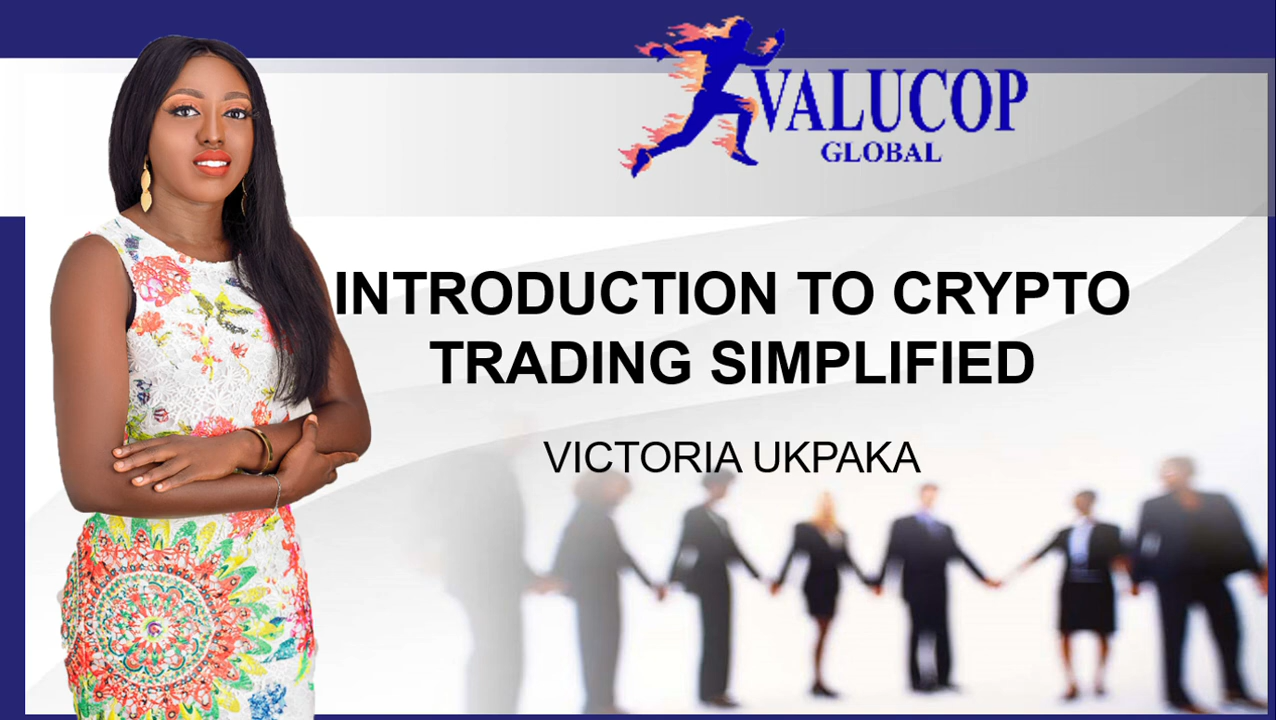 VALUCOP
GLOBAL
INTRODUCTION TO CRYPTO
TRADING SIMPLIFIED
VICTORIA UKPAKA